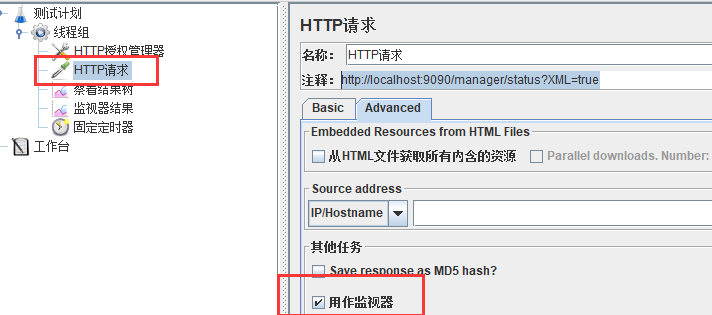 测试计划
线程组
HTTP授权管理器
HTTP请求
察看结果树
监视器结果
固定定时器
工作台
HTTP请求
名称： HTTP请求
注释： http://localhost:9090/manager/status?XML=true
Basic Advanced
Embedded Resources from HTML Files
从HTML文件获取所有内含的资源 Parallel downloads. Number:
Source address
IP/Hostname
其他任务
Save response as MD5 hash?
用作监视器